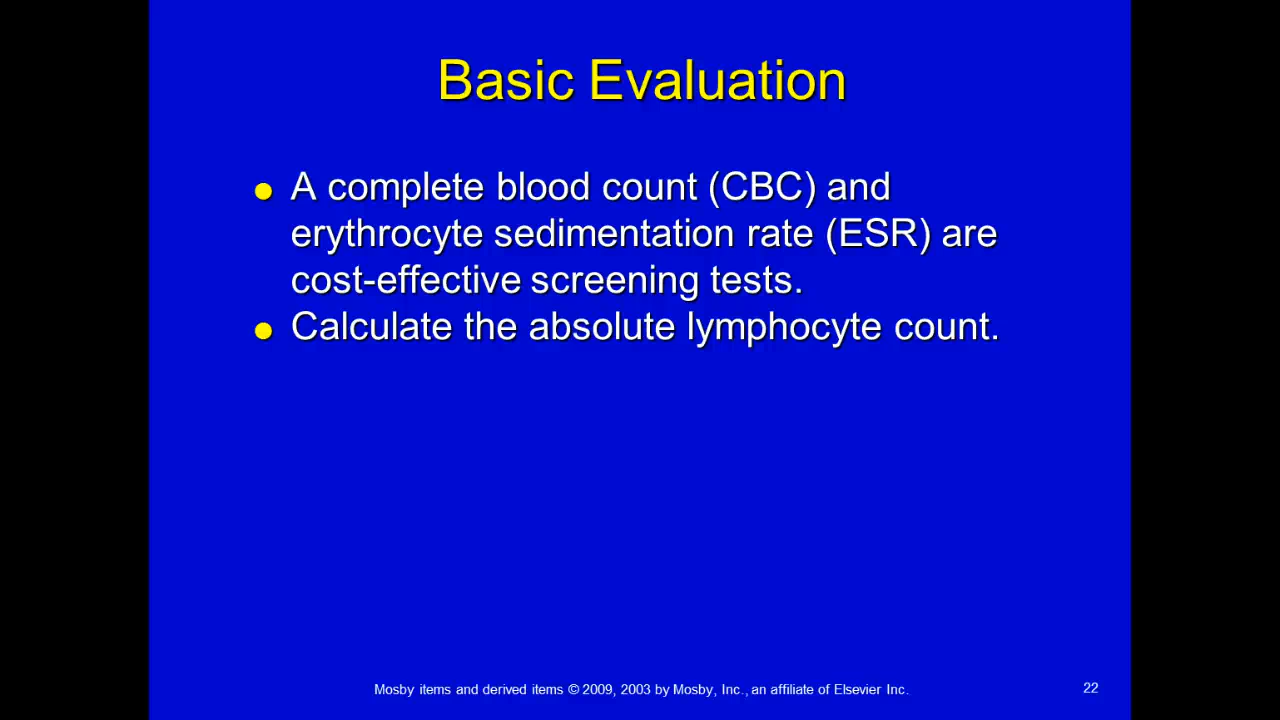 Basic Evaluation
A complete blood count (CBC) and
erythrocyte sedimentation rate (ESR) are
cost-effective screening tests.
Calculate the absolute lymphocyte count.
Mosby items and derived items © 2009, 2003 by Mosby, Inc., an affiliate of Elsevier Inc.
22